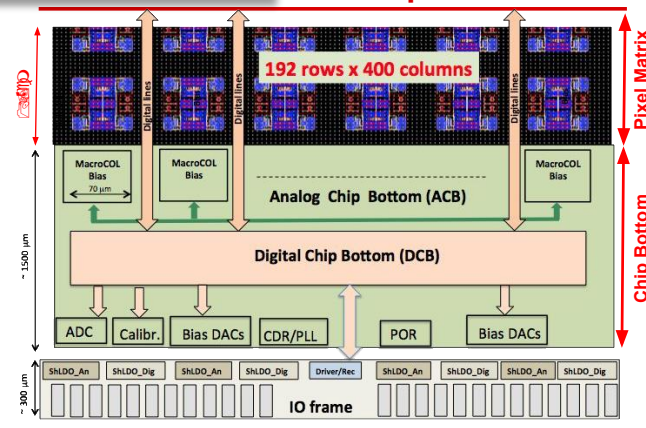 192 rows x 400 columns
Digital lines
Digital lines
Digital lines
Pixel Matrix
MacroCOL
Bias
70 µm
MacroCOL
Bias
MacroCOL
Bias
Analog Chip Bottom (ACB)
Chip Bottom
~ 1500 µm
Digital Chip Bottom (DCB)
ADC
Calibr.
Bias DACs
CDR/PLL
POR
Bias DACs
~ 300 µm
ShLDO_An
ShLDO_Dig
ShLDO_An
ShLDO_Dig
Driver/Rec
ShLDO_An
ShLDO_Dig
ShLDO_An
ShLDO_Dig
IO frame